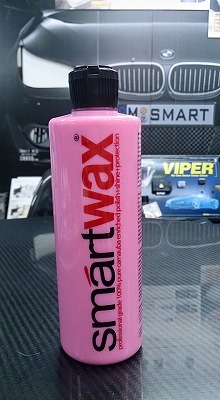 M SMART
VIPER
smartwax®
professional grade 100% pure carnauba enriched polish+shine+protection